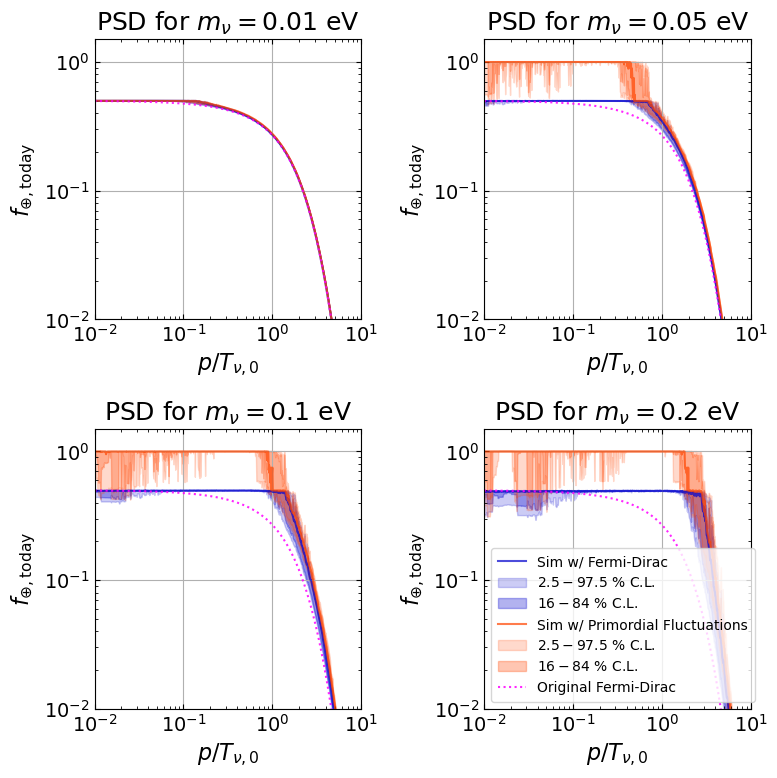 PSD for $m_\nu = 0.01$ eV
PSD for $m_\nu = 0.05$ eV
$f_{\oplus,\mathrm{today}}$
$10^0$
$10^{-1}$
$10^{-2}$
$10^{-2}$ $10^{-1}$ $10^0$ $10^1$
$p/T_{\nu,0}$
$f_{\oplus,\mathrm{today}}$
$10^0$
$10^{-1}$
$10^{-2}$
$10^{-2}$ $10^{-1}$ $10^0$ $10^1$
$p/T_{\nu,0}$
PSD for $m_\nu = 0.1$ eV
PSD for $m_\nu = 0.2$ eV
$f_{\oplus,\mathrm{today}}$
$10^0$
$10^{-1}$
$10^{-2}$
$10^{-2}$ $10^{-1}$ $10^0$ $10^1$
$p/T_{\nu,0}$
$f_{\oplus,\mathrm{today}}$
$10^0$
$10^{-1}$
$10^{-2}$
Sim w/ Fermi-Dirac
2.5 − 97.5 % C.L.
16 − 84 % C.L.
Sim w/ Primordial Fluctuations
2.5 − 97.5 % C.L.
16 − 84 % C.L.
Original Fermi-Dirac
$10^{-2}$ $10^{-1}$ $10^0$ $10^1$
$p/T_{\nu,0}$